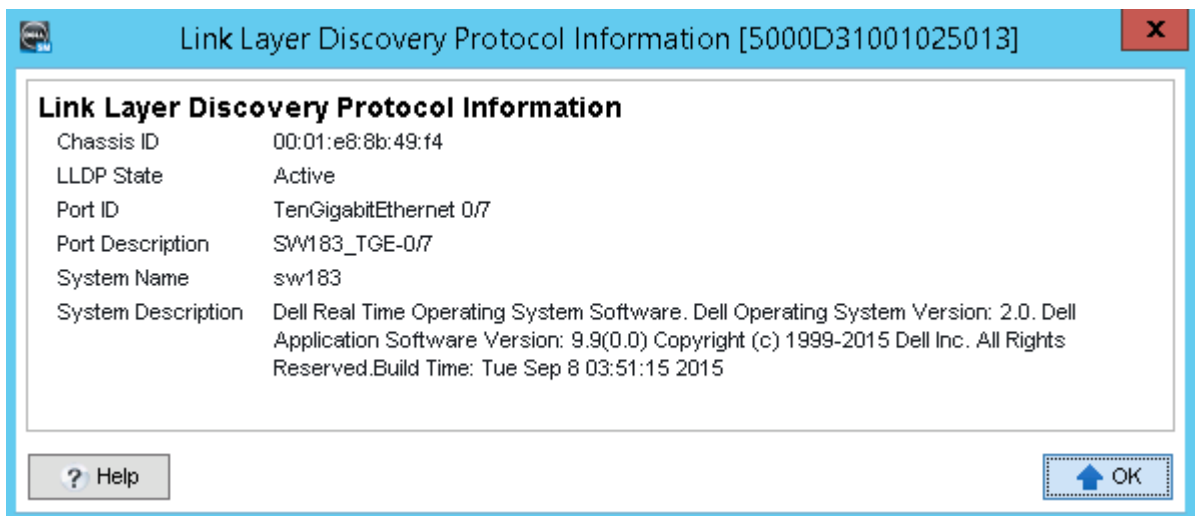 Link Layer Discovery Protocol Information [5000D31001025013]
x
Link Layer Discovery Protocol Information
Chassis ID 00:01:e8:8b:49:f4
LLDP State Active
Port ID TenGigabitEthernet 0/7
Port Description SW183_TGE-0/7
System Name sw183
System Description Dell Real Time Operating System Software. Dell Operating System Version: 2.0. Dell
Application Software Version: 9.9(0.0) Copyright (c) 1999-2015 Dell Inc. All Rights
Reserved.Build Time: Tue Sep 8 03:51:15 2015
? Help
OK